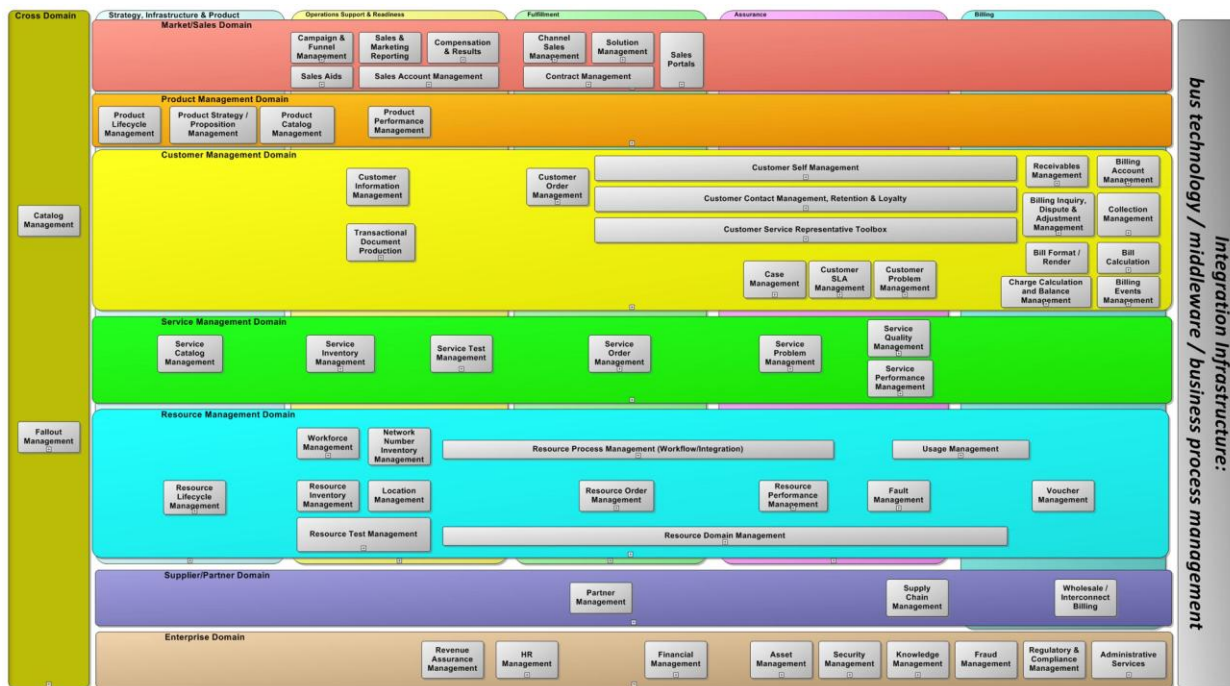 Cross Domain
Strategy, Infrastructure & Product
Operations Support & Readiness
Fulfillment
Assurance
Billing
Market/Sales Domain
Campaign &
Funnel
Management
Sales &
Marketing
Reporting
Compensation
& Results
Channel
Sales
Management
Solution
Management
Sales
Portals
Sales Aids
Sales Account Management
Contract Management
Product Management Domain
Product
Lifecycle
Management
Product Strategy /
Proposition
Management
Product
Catalog
Management
Product
Performance
Management
Customer Management Domain
Customer
Information
Management
Customer
Order
Management
Customer Self Management
Receivables
Management
Billing
Account
Management
Customer Contact Management, Retention & Loyalty
Billing Inquiry,
Dispute &
Adjustment
Management
Collection
Management
Catalog
Management
Transactional
Document
Production
Customer Service Representative Toolbox
Bill Format /
Render
Bill
Calculation
Case
Management
Customer
SLA
Management
Customer
Problem
Management
Charge Calculation
and Balance
Management
Billing
Events
Management
Service Management Domain
Service
Catalog
Management
Service
Inventory
Management
Service Test
Management
Service
Order
Management
Service
Problem
Management
Service
Quality
Management
Service
Performance
Management
Resource Management Domain
Fallout
Management
Workforce
Management
Network
Number
Inventory
Management
Resource Process Management (Workflow/Integration)
Usage Management
Resource
Lifecycle
Management
Resource
Inventory
Management
Location
Management
Resource Order
Management
Resource
Performance
Management
Fault
Management
Voucher
Management
Resource Test Management
Resource Domain Management
Supplier/Partner Domain
Partner
Management
Supply
Chain
Management
Wholesale /
Interconnect
Billing
Enterprise Domain
Revenue
Assurance
Management
HR
Management
Financial
Management
Asset
Management
Security
Management
Knowledge
Management
Fraud
Management
Regulatory &
Compliance
Management
Administrative
Services
Integration Infrastructure:
bus technology / middleware / business process management